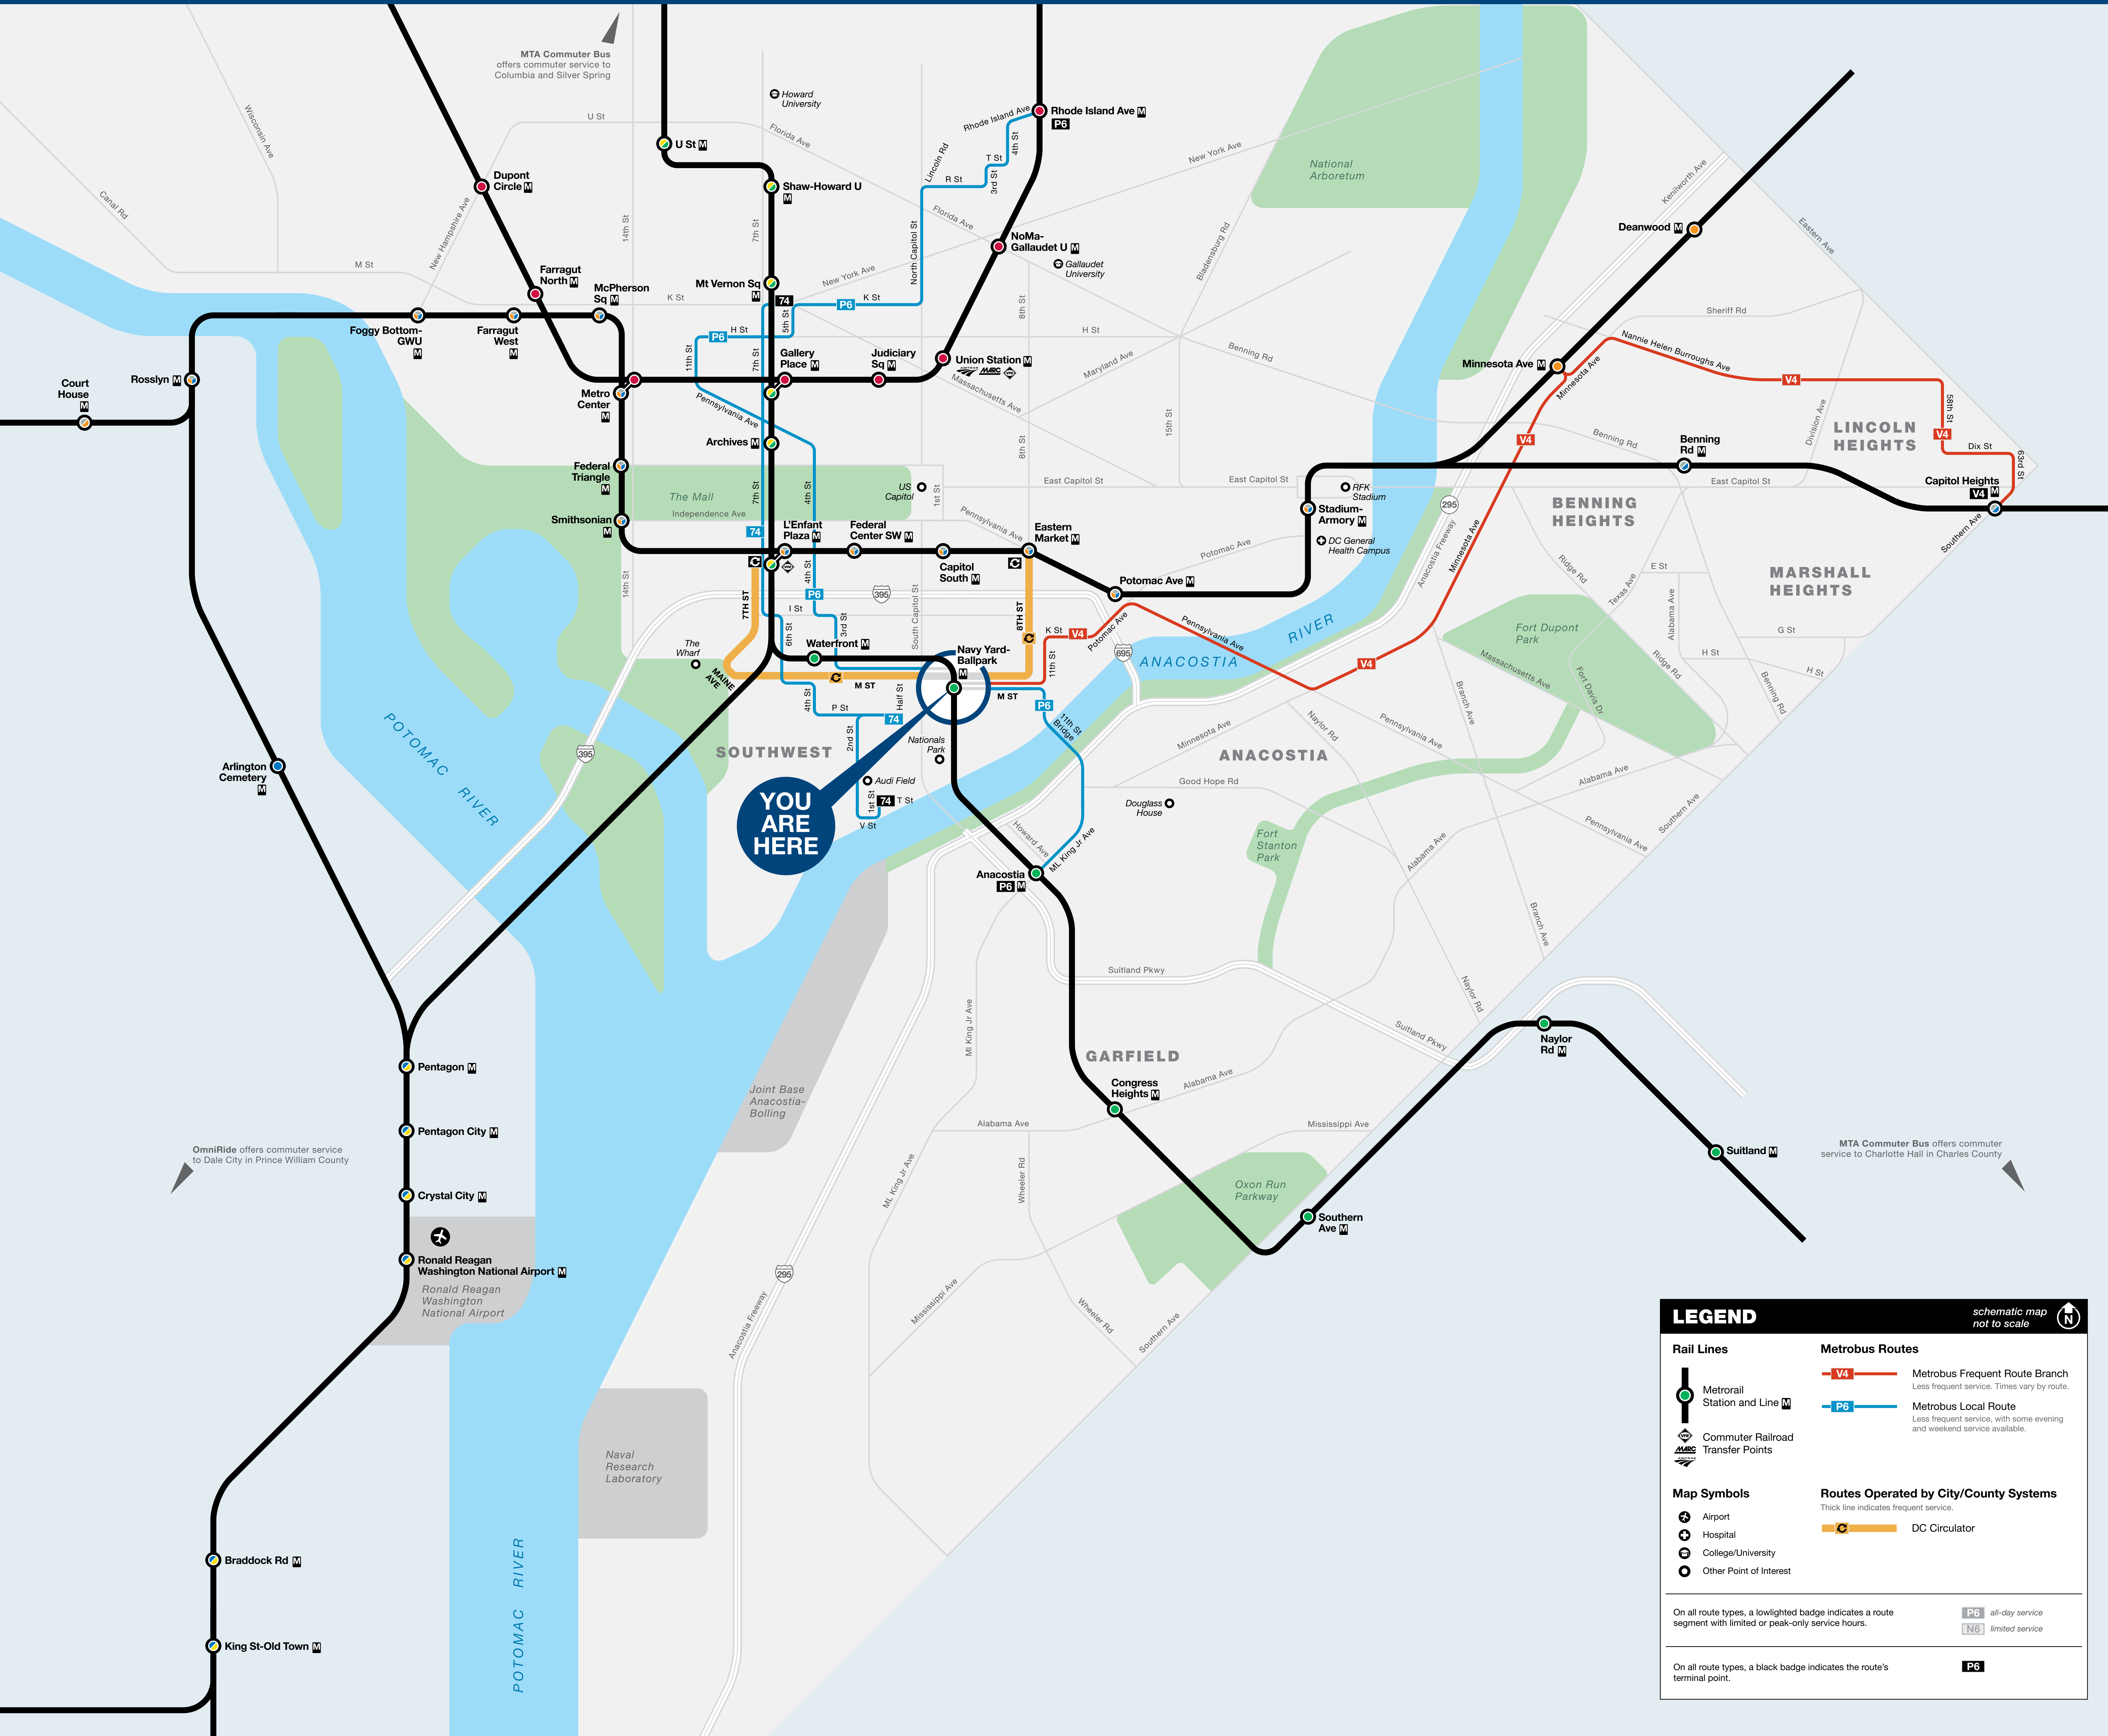 MTA Commuter Bus
offers commuter service to
Columbia and Silver Spring
Howard
University
Wisconsin Ave
Canal Rd
U St
Florida Ave
U St M
Rhode Island Ave
Rhode Island Ave M
P6
4th St
T St
3rd St
R St
Lincoln Rd
New York Ave
National
Arboretum
Kenilworth Ave
Eastern Ave
Dupont
Circle M
New Hampshire Ave
14th St
7th St
Shaw-Howard U
M
North Capitol St
Florida Ave
NoMa-
Gallaudet U M
Gallaudet
University
Bladensburg Rd
Deanwood M
M St
Farragut
North M
McPherson
Sq M
K St
Mt Vernon Sq
M
New York Ave
74
P6
K St
5th St
8th St
H St
Sheriff Rd
Foggy Bottom-
GWU
M
Farragut
West
M
P6
H St
11th St
7th St
Gallery
Place M
Judiciary
Sq M
Union Station M
AMTRAK
MARC
VRE
Massachusetts Ave
Maryland Ave
Benning Rd
Minnesota Ave M
Minnesota Ave
Nannie Helen Burroughs Ave
V4
58th St
V4
Dix St
63rd St
Division Ave
LINCOLN
HEIGHTS
Court
House
M
Rosslyn M
Metro
Center
M
Pennsylvania Ave
Archives M
8th St
15th St
V4
Benning Rd
Benning
Rd M
Federal
Triangle
M
The Mall
7th St
4th St
US
Capitol
1st St
East Capitol St
East Capitol St
RFK
Stadium
295
BENNING
HEIGHTS
East Capitol St
Capitol Heights
V4 M
Southern Ave
Smithsonian
M
Independence Ave
74
L'Enfant
Plaza M
VRE
Federal
Center SW M
Pennsylvania Ave
Eastern
Market M
Stadium-
Armory M
DC General
Health Campus
Potomac Ave
Anacostia Freeway
Minnesota Ave
Ridge Rd
E St
Texas Ave
MARSHALL
HEIGHTS
14th St
7TH ST
4th St
P6
395
Capitol
South M
Potomac Ave M
I St
6th St
3rd St
South Capitol St
8TH ST
K St
V4
Potomac Ave
Pennsylvania Ave
RIVER
Fort Dupont
Park
Alabama Ave
G St
The
Wharf
Waterfront M
Navy Yard-
Ballpark
M
11th St
695
ANACOSTIA
V4
Massachusetts Ave
Ridge Rd
H St
H St
Fort Davis Dr
Benning Rd
MAINE
AVE
M ST
M ST
4th St
P St
Half St
74
P6
11th St
Bridge
Branch Ave
POTOMAC RIVER
395
SOUTHWEST
2nd St
Nationals
Park
Minnesota Ave
Naylor Rd
Pennsylvania Ave
ANACOSTIA
Arlington
Cemetery
M
YOU
ARE
HERE
Audi Field
1st St
74
T St
V St
Good Hope Rd
Douglass
House
Alabama Ave
Southern Ave
Howard Ave
ML King Jr Ave
Fort
Stanton
Park
Alabama Ave
Pennsylvania Ave
Anacostia
P6 M
Branch Ave
Suitland Pkwy
Naylor Rd
Ml King Jr Ave
Suitland Pkwy
Naylor
Rd M
Pentagon M
GARFIELD
Congress
Heights M
Alabama Ave
Joint Base
Anacostia-
Bolling
Pentagon City M
Alabama Ave
Mississippi Ave
OmniRide offers commuter service
to Dale City in Prince William County
Suitland M
MTA Commuter Bus offers commuter
service to Charlotte Hall in Charles County
ML King Jr Ave
Wheeler Rd
Oxon Run
Parkway
Crystal City M
Southern
Ave M
Ronald Reagan
Washington National Airport M
Ronald Reagan
Washington
National Airport
295
Anacostia Freeway
Mississippi Ave
Wheeler Rd
Southern Ave
Naval
Research
Laboratory
POTOMAC RIVER
Braddock Rd M
King St-Old Town M
LEGEND
schematic map
not to scale
N
Rail Lines
Metrorail
Station and Line M
VRE
MARC
AMTRAK
Commuter Railroad
Transfer Points
Metrobus Routes
V4
Metrobus Frequent Route Branch
Less frequent service. Times vary by route.
P6
Metrobus Local Route
Less frequent service, with some evening
and weekend service available.
Map Symbols
Airport
Hospital
College/University
Other Point of Interest
Routes Operated by City/County Systems
Thick line indicates frequent service.
DC Circulator
On all route types, a lowlighted badge indicates a route
segment with limited or peak-only service hours.
P6 all-day service
N6 limited service
On all route types, a black badge indicates the route's
terminal point.
P6